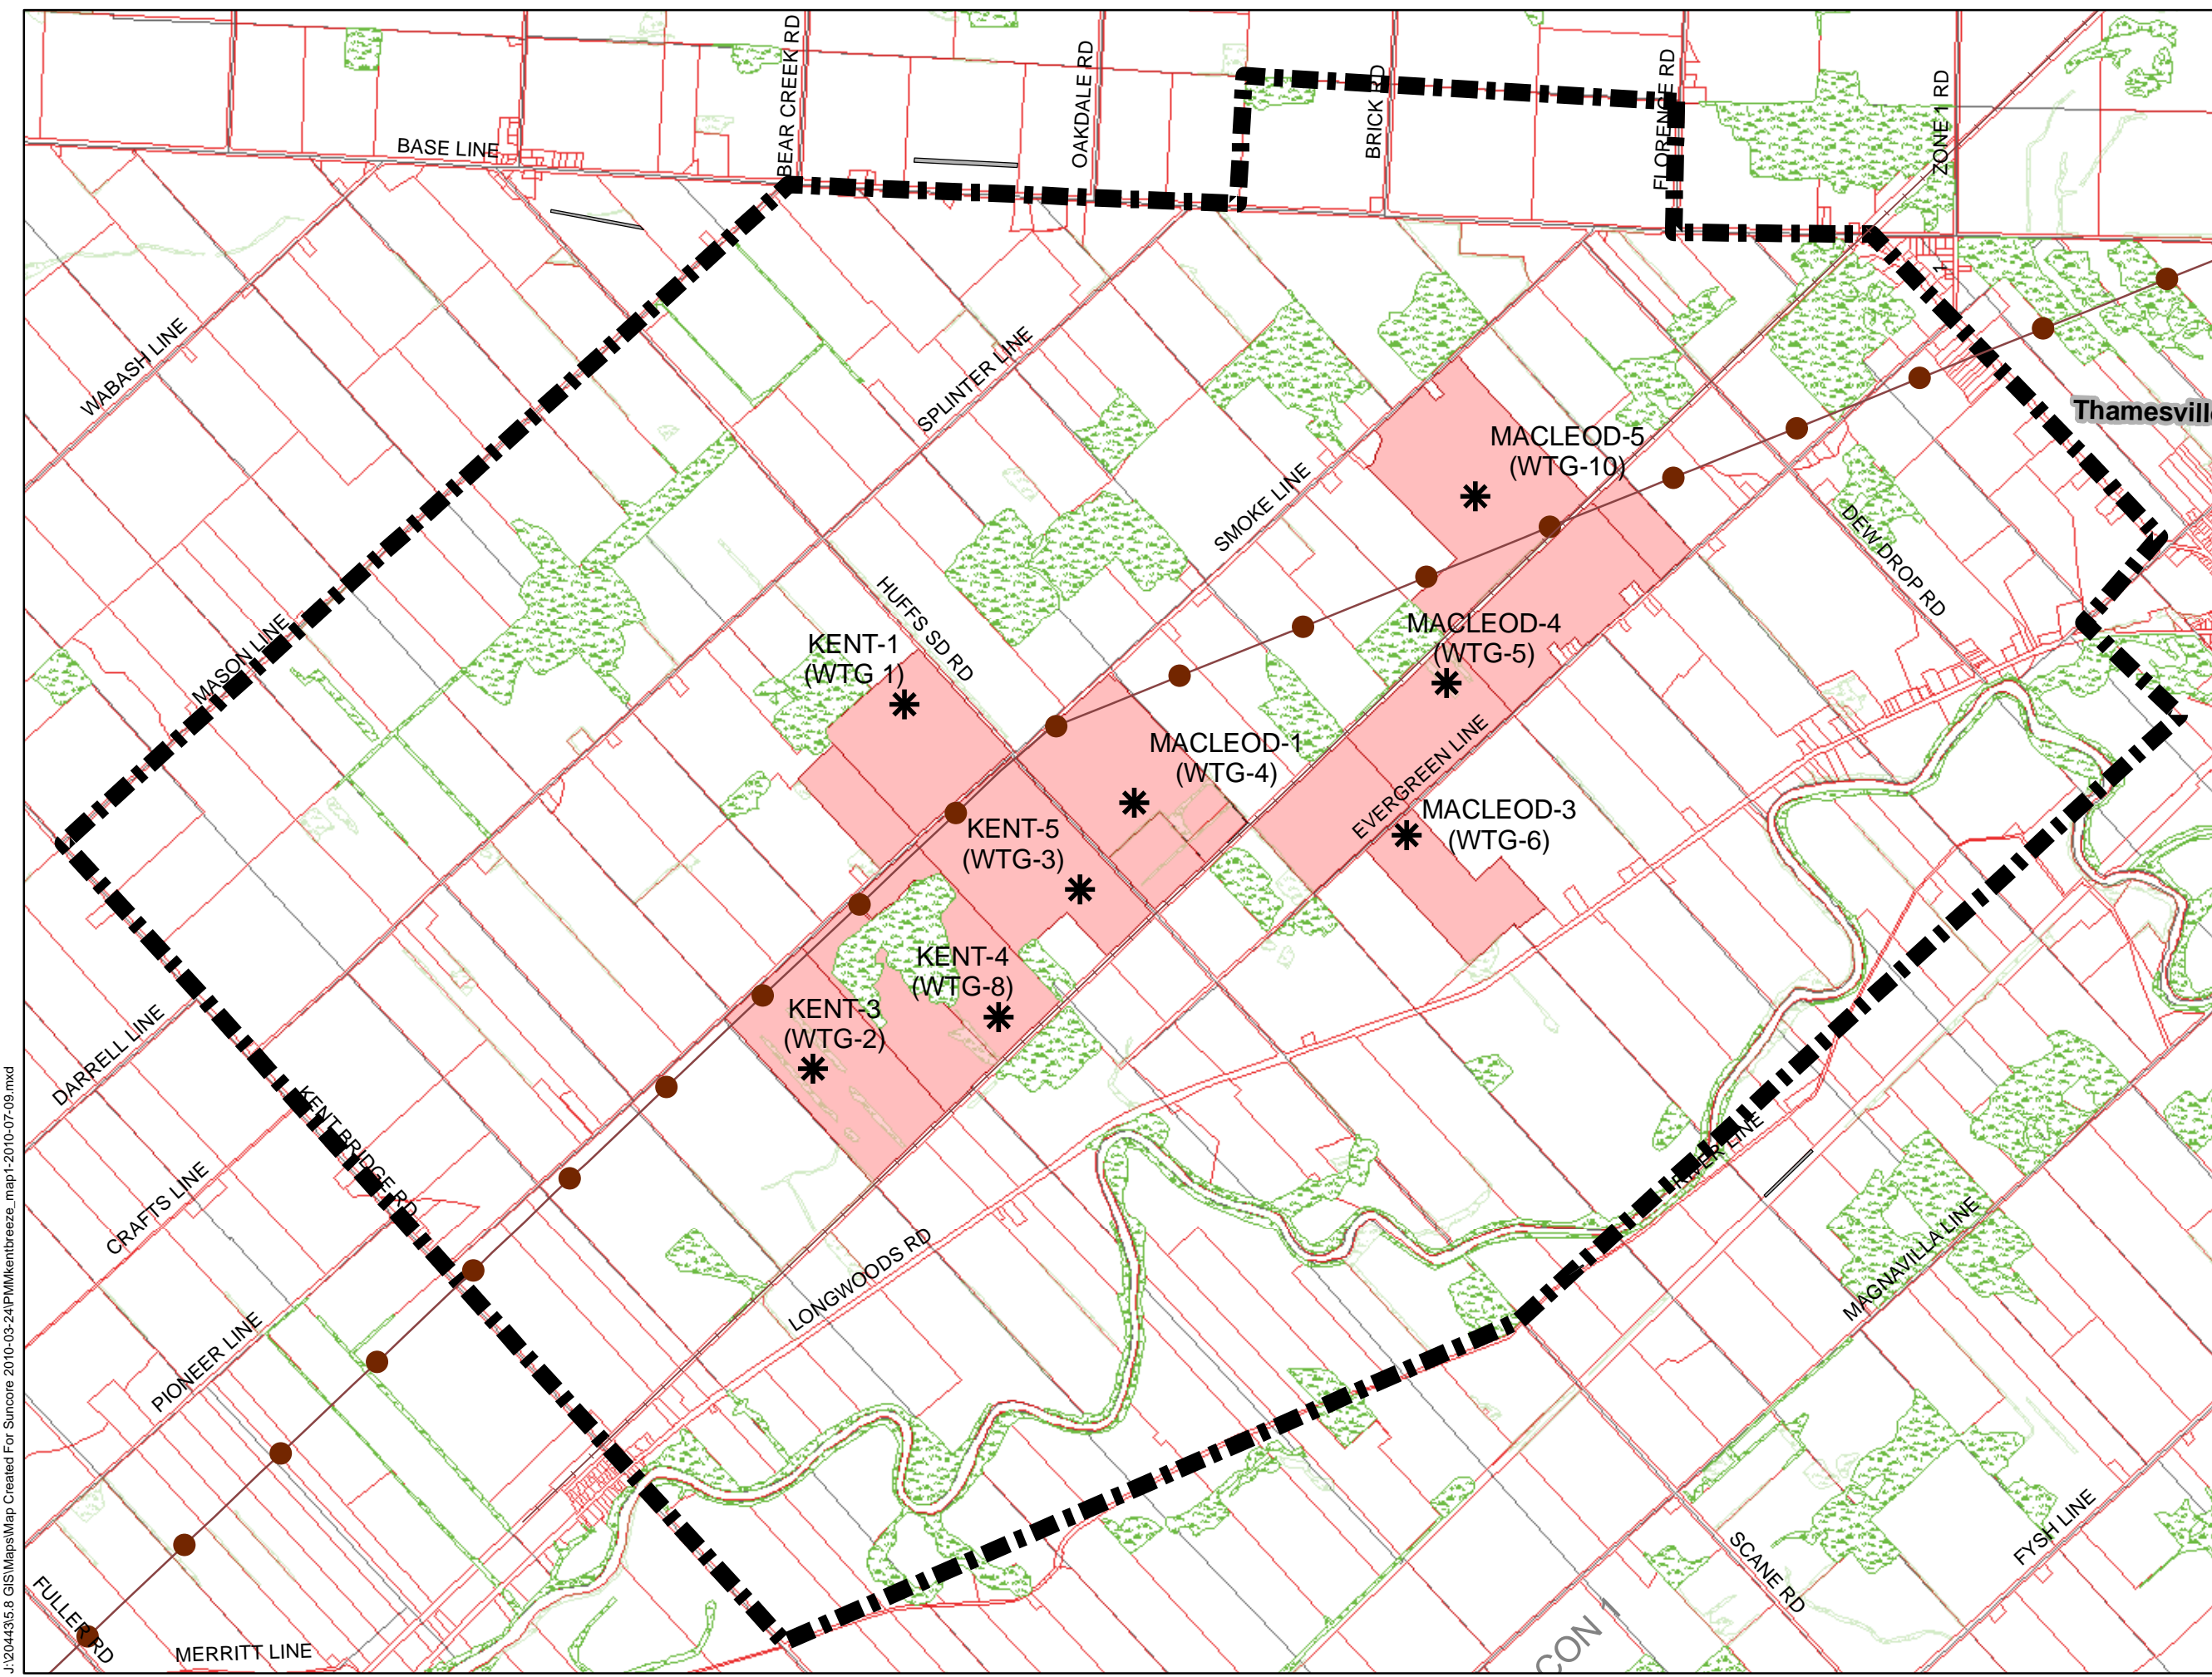 BEAR CREEK RD
OAKDALE RD
BRICK RD
FLORENCE RD
ZONE 1 RD
BASE LINE
1
WABASH LINE
SPLINTER LINE
Thamesvill
MACLEOD-5
(WTG-10)
SMOKE LINE
DEW DROP RD
HUFFS SD RD
MASON LINE
KENT-1
(WTG 1)
MACLEOD-4
(WTG-5)
MACLEOD-1
(WTG-4)
EVERGREEN LINE
MACLEOD-3
(WTG-6)
KENT-5
(WTG-3)
KENT-4
(WTG-8)
KENT-3
(WTG-2)
DARRELL LINE
KENT BRIDGE RD
CRAFTS LINE
RIVER LINE
LONGWOODS RD
MAGNAVILLA LINE
PIONEER LINE
SCANE RD
FYSH LINE
FULLER RD
MERRITT LINE
CON 1
J:\20443\5.8 GIS\Maps\Map Created For Suncore 2010-03-24\PMMkentbreeze_map1-2010-07-09.mxd